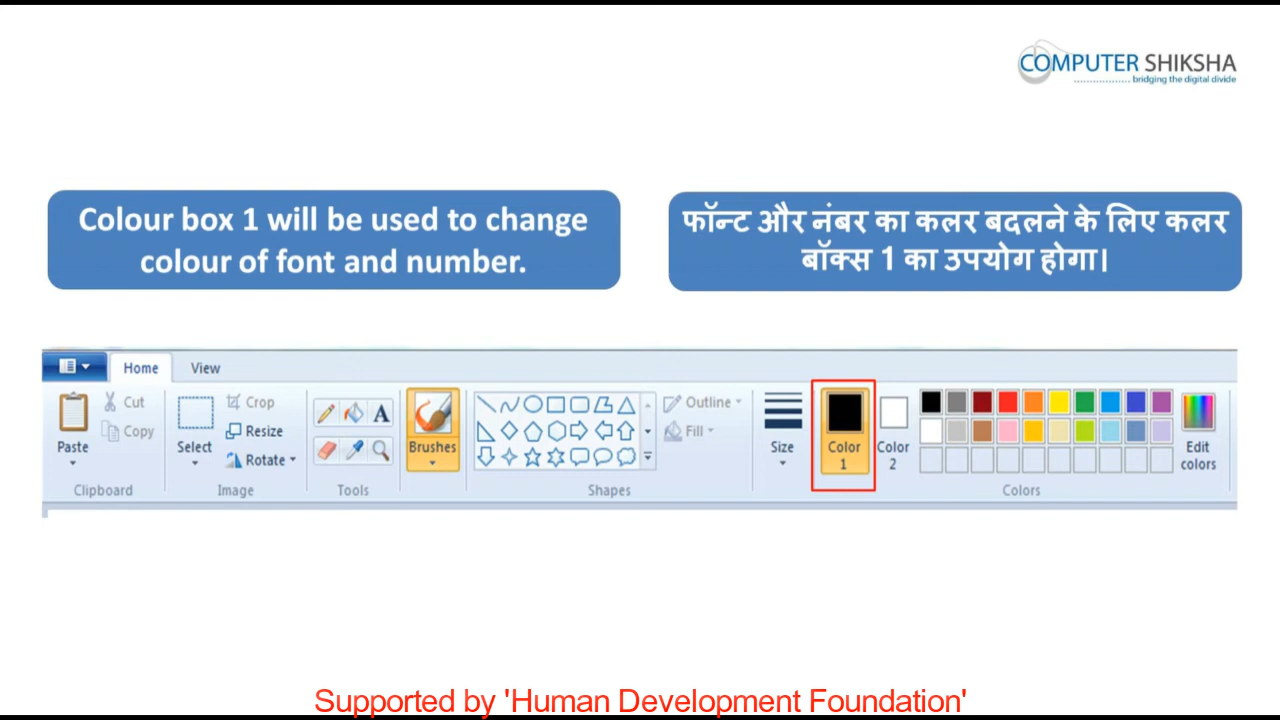 COMPUTER SHIKSHA
bridging the digital divide
Colour box 1 will be used to change
colour of font and number.
फॉन्ट और नंबर का कलर बदलने के लिए कलर
बॉक्स 1 का उपयोग होगा।
Home View
Paste
Cut
Copy
Clipboard
Select
Crop
Resize
Rotate
Image
A
Tools
Brushes
Outline
Fill
Shapes
Size
Color
1
Color
2
Edit
colors
Colors
Supported by 'Human Development Foundation'